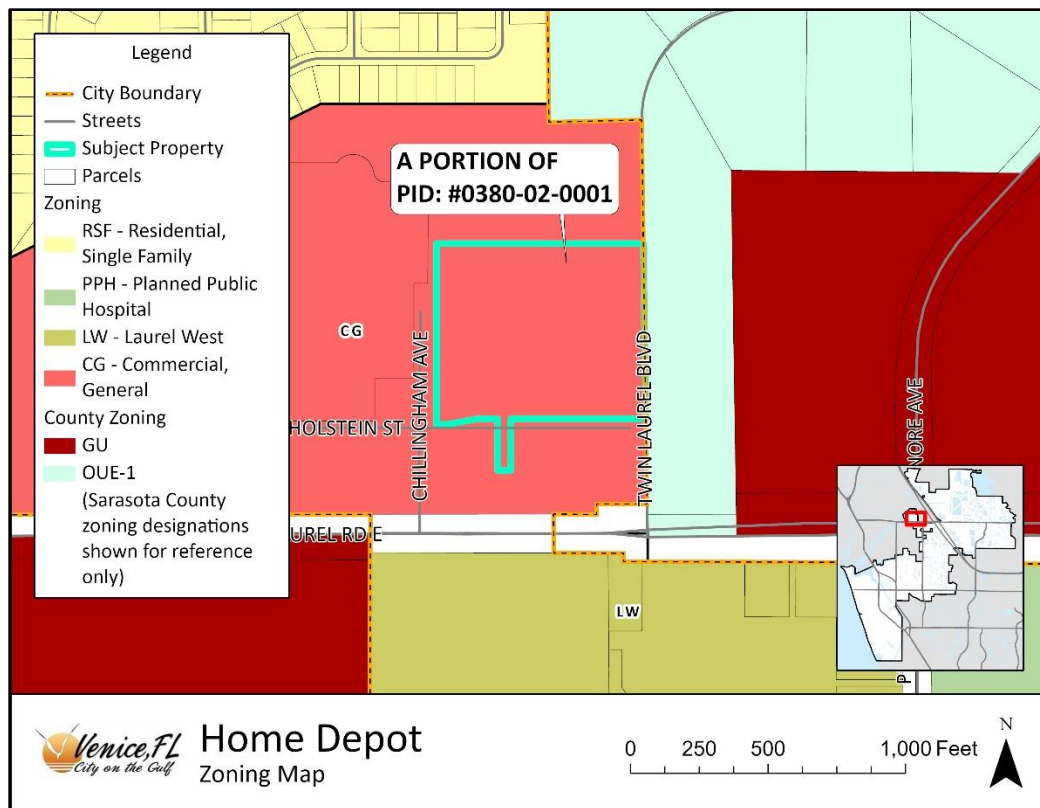 Legend
City Boundary
Streets
Subject Property
Parcels
Zoning
RSF - Residential,
Single Family
PPH - Planned Public
Hospital
LW - Laurel West
CG - Commercial,
General
County Zoning
GU
OUE-1
(Sarasota County
zoning designations
shown for reference
only)
A PORTION OF
PID: #0380-02-0001
CG
CHILLINGHAM AVE
HOLSTEIN ST
TWIN LAUREL BLVD
NORE AVE
UREL RD E
LW
P
Venice, FL
City on the Gulf
Home Depot
Zoning Map
0 250 500 1,000 Feet
N